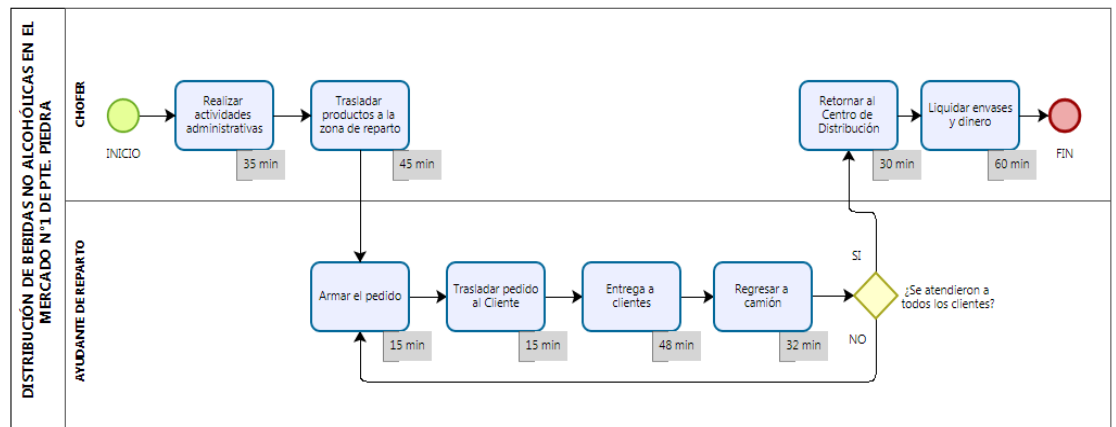 DISTRIBUCIÓN DE BEBIDAS NO ALCOHÓLICAS EN EL
MERCADO N°1 DE PTE. PIEDRA
CHOFER
INICIO
Realizar
actividades
administrativas
35 min
Trasladar
productos a la
zona de reparto
45 min
Retornar al
Centro de
Distribución
30 min
Liquidar envases
y dinero
60 min
FIN
AYUDANTE DE REPARTO
Armar el pedido
15 min
Trasladar pedido
al Cliente
15 min
Entrega a
clientes
48 min
Regresar a
camión
32 min
SI
¿Se atendieron a
todos los clientes?
NO